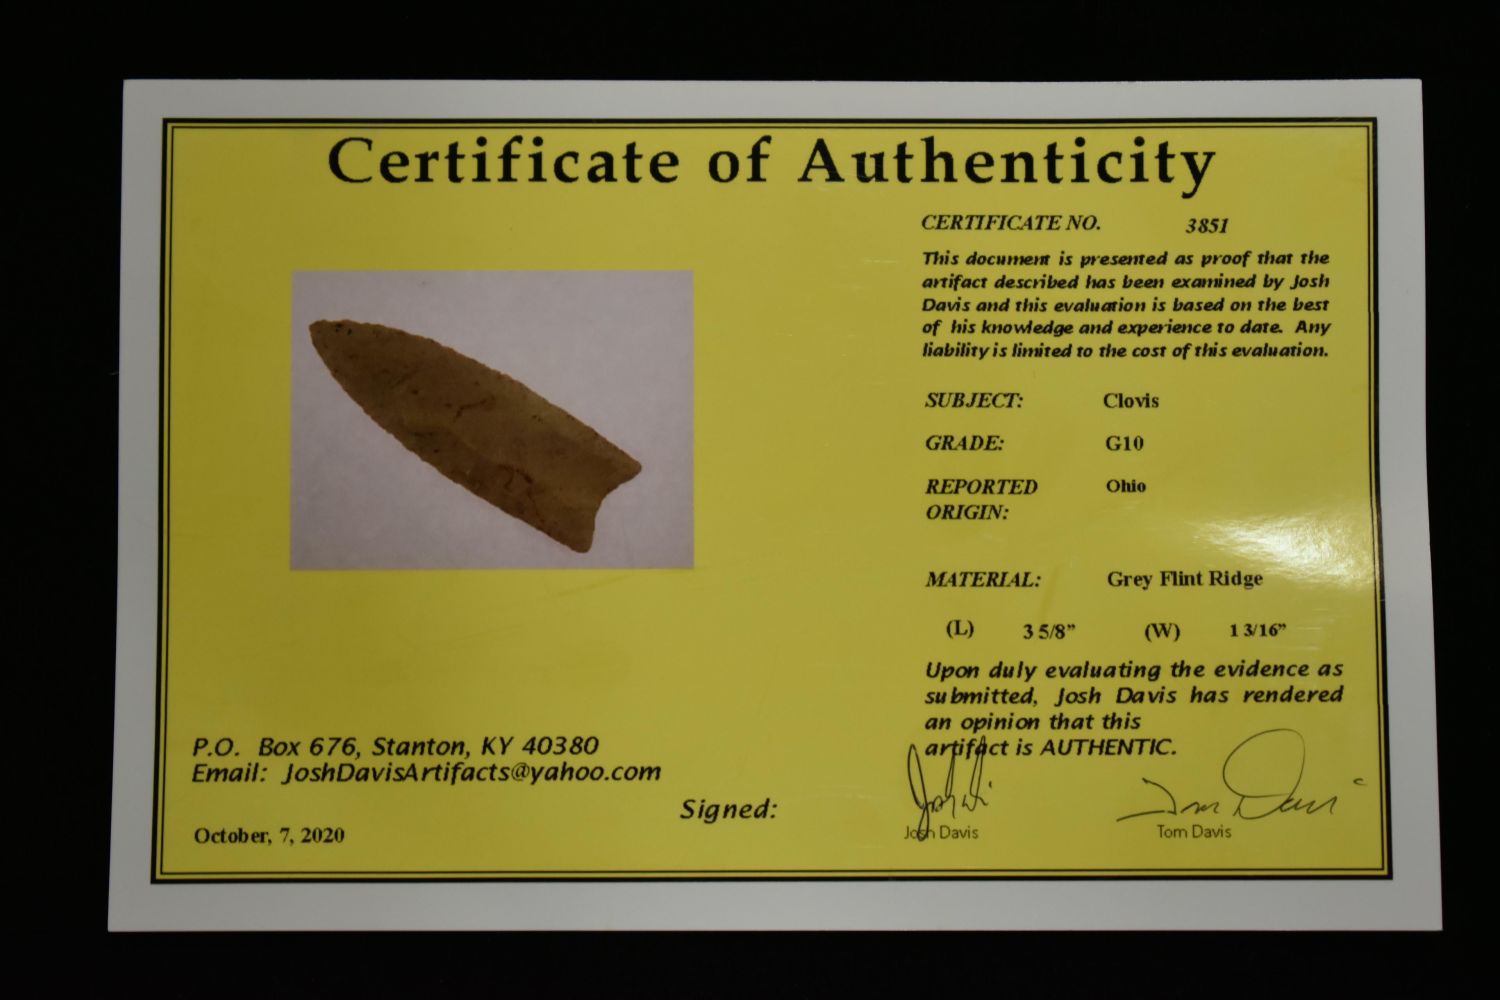 Certificate of Authenticity
CERTIFICATE NO. 3851
This document is presented as proof that the
artifact described has been examined by Josh
Davis and this evaluation is based on the best
of his knowledge and experience to date. Any
liability is limited to the cost of this evaluation.
SUBJECT: Clovis
GRADE: G10
REPORTED Ohio
ORIGIN:
MATERIAL: Grey Flint Ridge
(L) 3 5/8" (W) 1 3/16"
Upon duly evaluating the evidence as
submitted, Josh Davis has rendered
an opinion that this
artifact is AUTHENTIC.
P.O. Box 676, Stanton, KY 40380
Email: JoshDavisArtifacts@yahoo.com
Signed:
Josh Davis
Tom Davis
Josh Davis
Tom Davis
October, 7, 2020